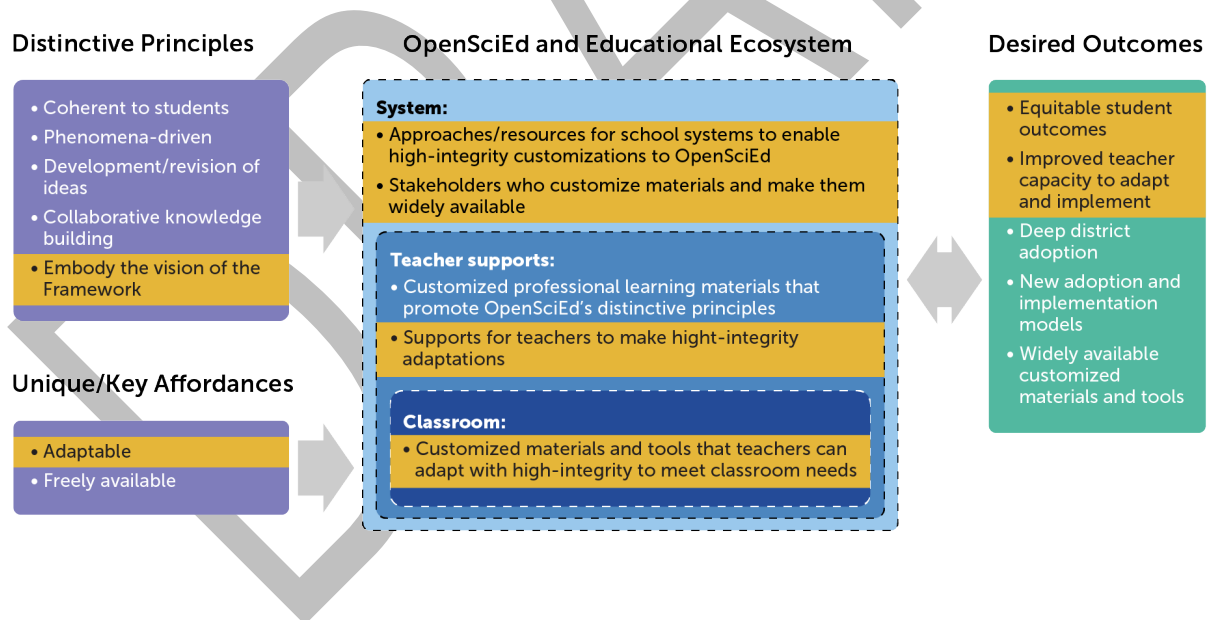 Distinctive Principles
• Coherent to students
• Phenomena-driven
• Development/revision of
ideas
• Collaborative knowledge
building
• Embody the vision of the
Framework
Unique/Key Affordances
• Adaptable
• Freely available
OpenSciEd and Educational Ecosystem
System:
• Approaches/resources for school systems to enable
high-integrity customizations to OpenSciEd
• Stakeholders who customize materials and make them
widely available
Teacher supports:
• Customized professional learning materials that
promote OpenSciEd's distinctive principles
• Supports for teachers to make hight-integrity
adaptations
Classroom:
• Customized materials and tools that teachers can
adapt with high-integrity to meet classroom needs
Desired Outcomes
• Equitable student
outcomes
• Improved teacher
capacity to adapt
and implement
• Deep district
adoption
• New adoption and
implementation
models
• Widely available
customized
materials and tools